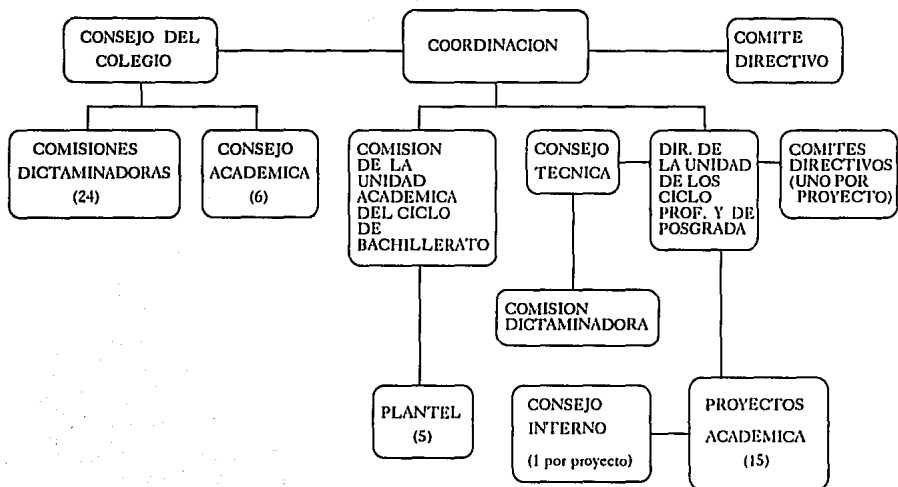 CONSEJO DEL
COLEGIO
COORDINACION
COMITE
DIRECTIVO
COMISIONES
DICTAMINADORAS
(24)
CONSEJO
ACADEMICA
(6)
COMISION
DE LA
UNIDAD
ACADEMICA
DEL CICLO
DE
BACHILLERATO
CONSEJO
TECNICA
DIR. DE
LA UNIDAD
DE LOS
CICLO
PROF. Y DE
POSGRADA
COMITES
DIRECTIVOS
(UNO POR
PROYECTO)
COMISION
DICTAMINADORA
PLANTEL
(5)
CONSEJO
INTERNO
(1 por proyecto)
PROYECTOS
ACADEMICA
(15)